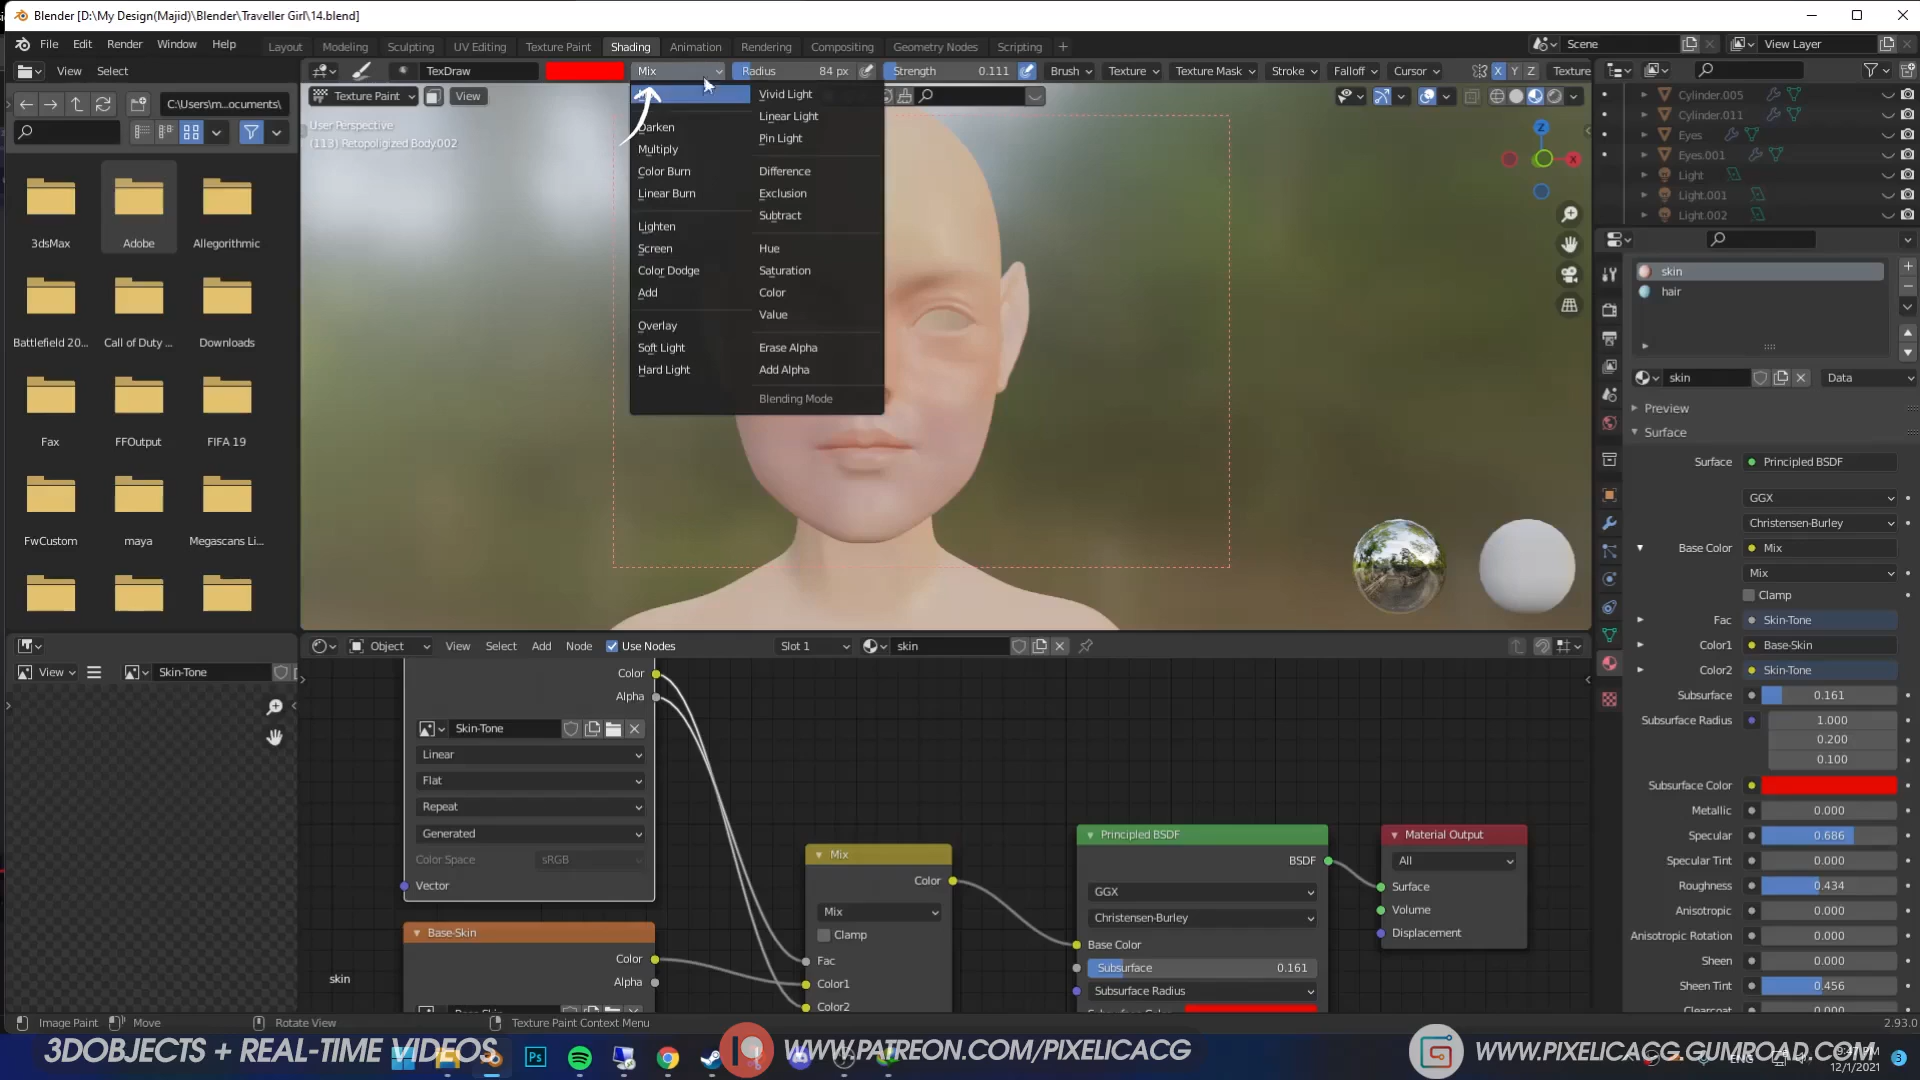 Blender [D:\My Design(Majid)\Blender\Traveller Girl\14.blend]
File Edit Render Window Help Layout Modeling Sculpting UV Editing Texture Paint Shading Animation Rendering Compositing Geometry Nodes Scripting + Scene View Layer
View Select TexDraw Mix Radius 84 px Strength 0.111 Brush Texture Texture Mask Stroke Falloff Cursor X Y Z Texture
C:\Users\m...ocuments\ Texture Paint View
User Perspective
(113) Retopoligized Body.002
Darken
Multiply
Color Burn
Linear Burn
Lighten
Screen
Color Dodge
Add
Overlay
Soft Light
Hard Light
Vivid Light
Linear Light
Pin Light
Difference
Exclusion
Subtract
Hue
Saturation
Color
Value
Erase Alpha
Add Alpha
Blending Mode
Z
X
3dsMax Adobe Allegorithmic
Battlefield 20... Call of Duty ... Downloads
Fax FFOutput FIFA 19
FwCustom maya Megascans Li...
Cylinder.005
Cylinder.011
Eyes
Eyes.001
Light
Light.001
Light.002
skin
hair
skin Data
Preview
Surface
Surface Principled BSDF
GGX
Christensen-Burley
Base Color Mix
Mix
Clamp
Fac Skin-Tone
Color1 Base-Skin
Color2 Skin-Tone
Subsurface 0.161
Subsurface Radius 1.000
0.200
0.100
Subsurface Color
Metallic 0.000
Specular 0.686
Specular Tint 0.000
Roughness 0.434
Anisotropic 0.000
Anisotropic Rotation 0.000
Sheen 0.000
Sheen Tint 0.456
View Skin-Tone
Object View Select Add Node Use Nodes Slot 1 skin
Color
Alpha
Skin-Tone
Linear
Flat
Repeat
Generated
Color Space sRGB
Vector
Base-Skin
Color
Alpha
skin
Mix
Color
Mix
Clamp
Fac
Color1
Color2
Principled BSDF
BSDF
GGX
Christensen-Burley
Base Color
Subsurface 0.161
Subsurface Radius
Material Output
All
Surface
Volume
Displacement
Image Paint Move Rotate View Texture Paint Context Menu 2.93.0
3DOBJECTS + REAL-TIME VIDEOS
Ps
WWW.PATREON.COM/PIXELICACG
WWW.PIXELICACG.GUMROAD.COM
12/1/2021
3